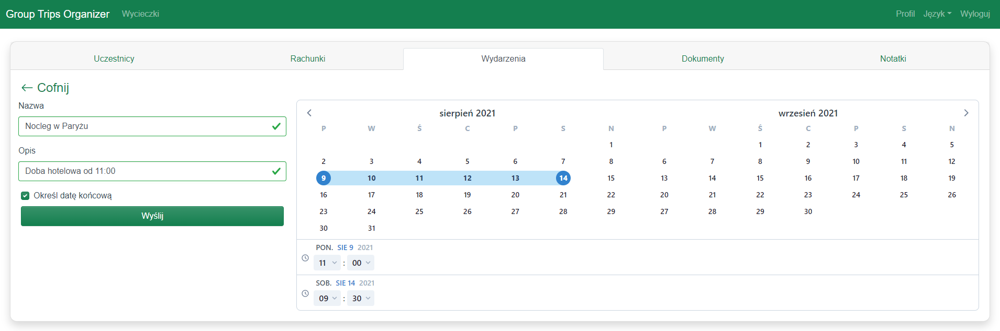 Group Trips Organizer Wycieczki Profil Język Wyloguj
Uczestnicy Rachunki Wydarzenia Dokumenty Notatki
Cofnij
Nazwa
Nocleg w Paryżu
Opis
Doba hotelowa od 11:00
Określ datę końcową
Wyślij
sierpień 2021
P W Ś C P S N
1
2 3 4 5 6 7 8
9 10 11 12 13 14 15
16 17 18 19 20 21 22
23 24 25 26 27 28 29
30 31
wrzesień 2021
P W Ś C P S N
1 2 3 4 5
6 7 8 9 10 11 12
13 14 15 16 17 18 19
20 21 22 23 24 25 26
27 28 29 30
PON. SIE 9 2021
11 : 00
SOB. SIE 14 2021
09 : 30